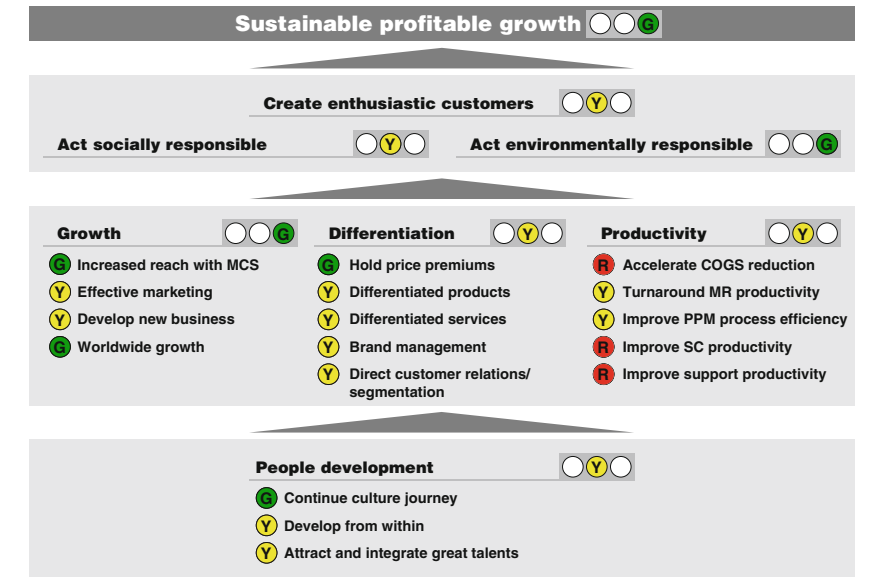 Sustainable profitable growth G
Create enthusiastic customers Y
Act socially responsible Y
Act environmentally responsible G
Growth G
G Increased reach with MCS
Y Effective marketing
Y Develop new business
G Worldwide growth
Differentiation Y
G Hold price premiums
Y Differentiated products
Y Differentiated services
Y Brand management
Y Direct customer relations/
segmentation
Productivity Y
R Accelerate COGS reduction
Y Turnaround MR productivity
Y Improve PPM process efficiency
R Improve SC productivity
R Improve support productivity
People development Y
G Continue culture journey
Y Develop from within
Y Attract and integrate great talents